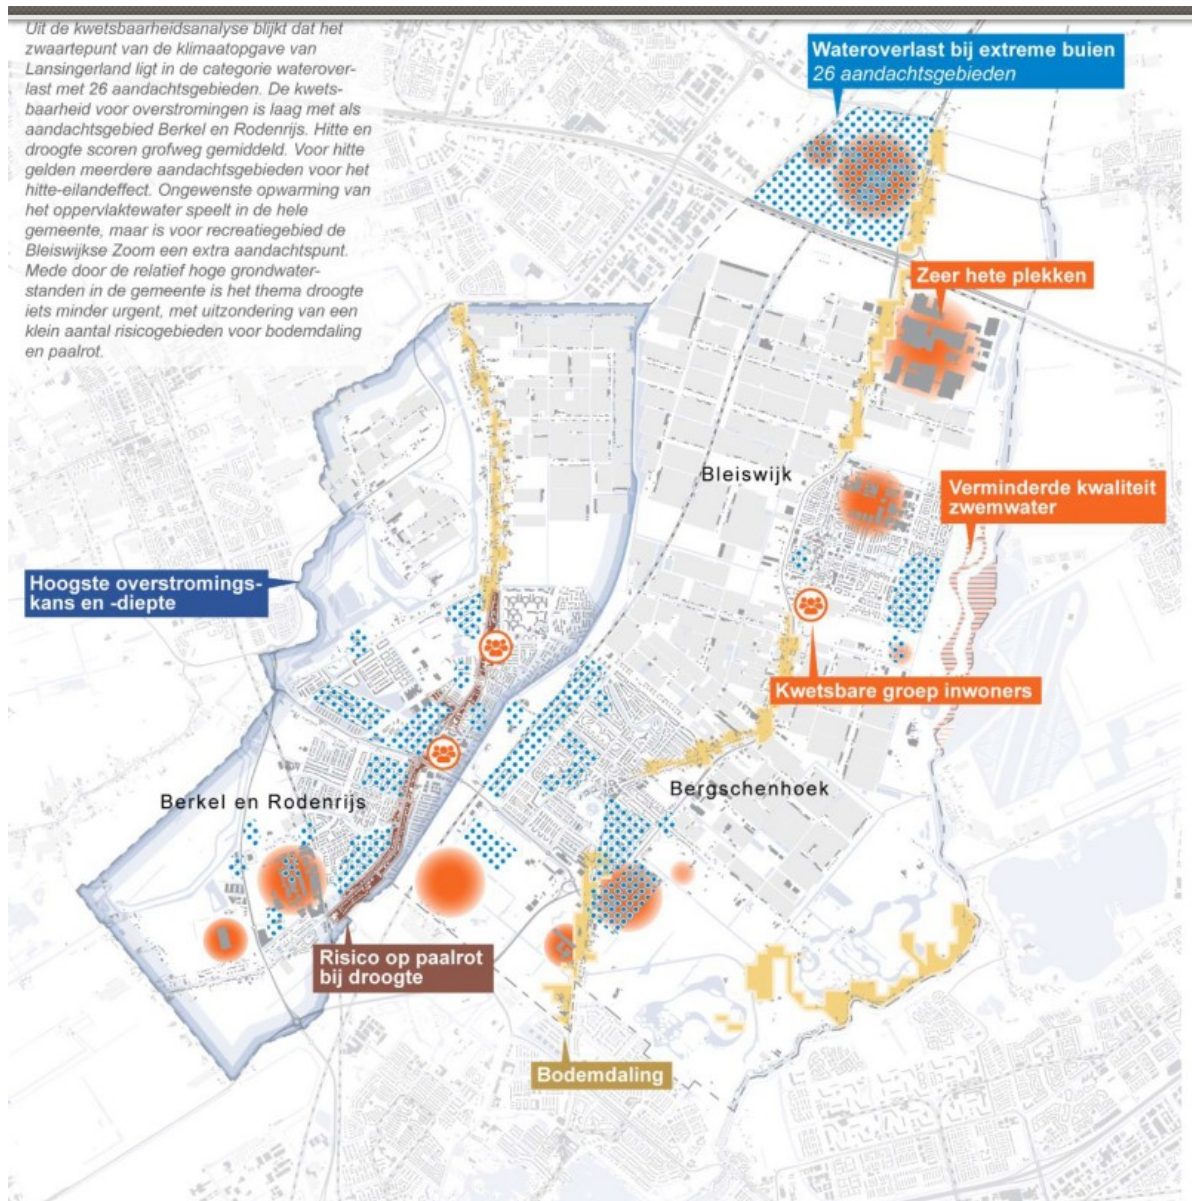 Uit de kwetsbaarheidsanalyse blijkt dat het
zwaartepunt van de klimaatopgave van
Lansingerland ligt in de categorie waterover-
last met 26 aandachtsgebieden. De kwets-
baarheid voor overstromingen is laag met als
aandachtsgebied Berkel en Rodenrijs. Hitte en
droogte scoren grofweg gemiddeld. Voor hitte
gelden meerdere aandachtsgebieden voor het
hitte-eilandeffect. Ongewenste opwarming van
het oppervlaktewater speelt in de hele
gemeente, maar is voor recreatiegebied de
Bleiswijkse Zoom een extra aandachtspunt.
Mede door de relatief hoge grondwater-
standen in de gemeente is het thema droogte
iets minder urgent, met uitzondering van een
klein aantal risicogebieden voor bodemdaling
en paalrot.
Wateroverlast bij extreme buien
26 aandachtsgebieden
Zeer hete plekken
Bleiswijk
Verminderde kwaliteit
zwemwater
Hoogste overstromings-
kans en -diepte
Kwetsbare groep inwoners
Bergschenhoek
Berkel en Rodenrijs
Risico op paalrot
bij droogte
Bodemdaling